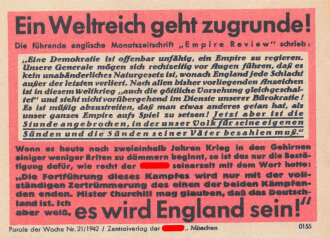 Ein Weltreich geht zugrunde!
Die führende englische Monatszeitschrift „Empire Review" schrieb:
„Eine Demokratie ist offenbar unfähig, ein Empire zu regieren.
Unsere Generale mögen sich rechtzeitig vor Augen führen, daß es
kein unabänderliches Naturgesetz ist, wonach England jede Schlacht
außer der letzten verliert. Nach allen bisher vorliegenden Anzeichen
ist in diesem Weltkrieg „auch die göttliche Vorsehung gleichgeschal-
tet" und steht nicht vorübergehend im Dienste unserer Bürokratie!
Es ist müßig abzustreiten, daß man etwas anderes getan hat, als
unser ganzes Empire aufs Spiel zu setzen! Jetzt aber ist die
Stunde angebrochen, in der unser Volk für seine eigenen
Sünden und die Sünden seiner Väter bezahlen muß."
Wenn es heute nach zweieinhalb Jahren Krieg in den Gehirnen
einiger weniger Briten zu dämmern beginnt, so ist das nur die Bestä-
tigung dafür, wie recht der seinerzeit mit dem Wort hatte:
„Die Fortführung dieses Kampfes wird nur mit der voll-
ständigen Zertrümmerung des einen der beiden Kämpfen-
den enden. Mister Churchill mag glauben, daß das Deutsch-
land ist. Ich
aber weiß, es wird England sein!"
Parole der Woche Nr. 21/1942 / Zentralverlag der , München 0155